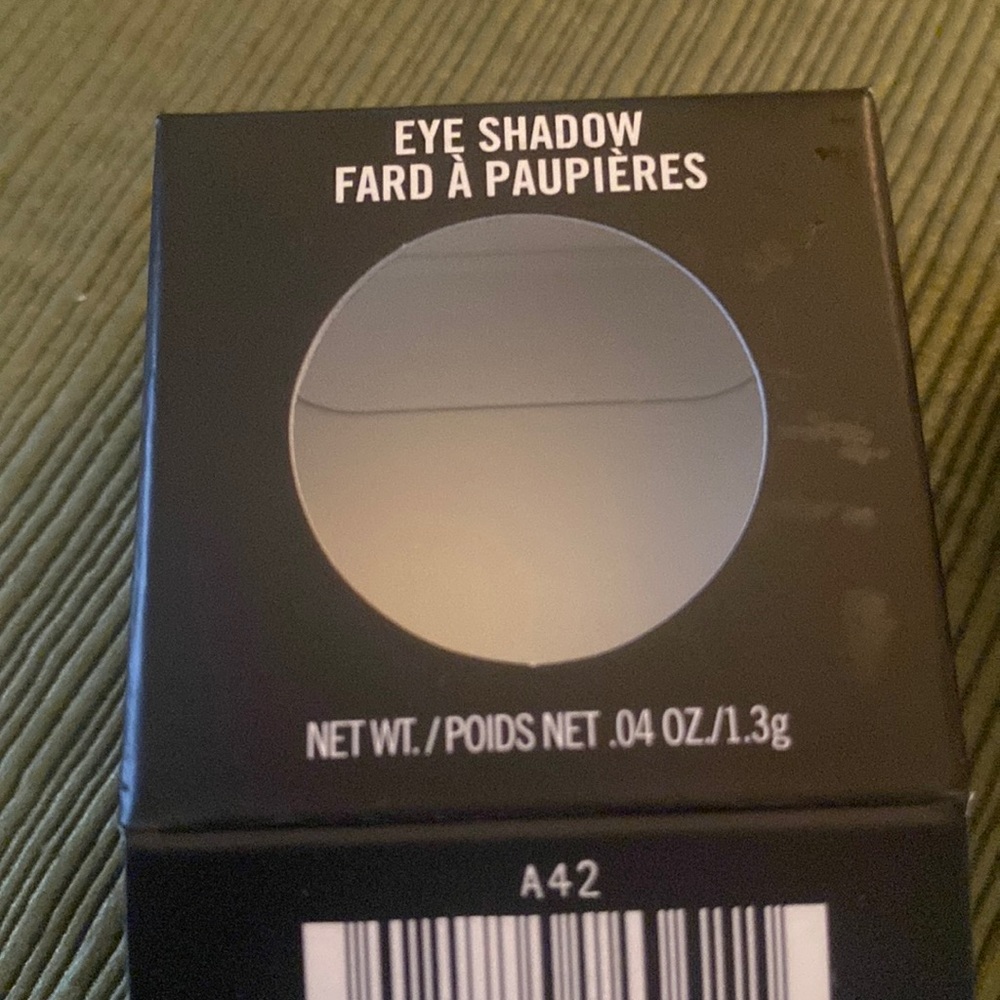 EYE SHADOW
FARD À PAUPIÈRES
NET WT. / POIDS NET .04 OZ./1.3g
A42